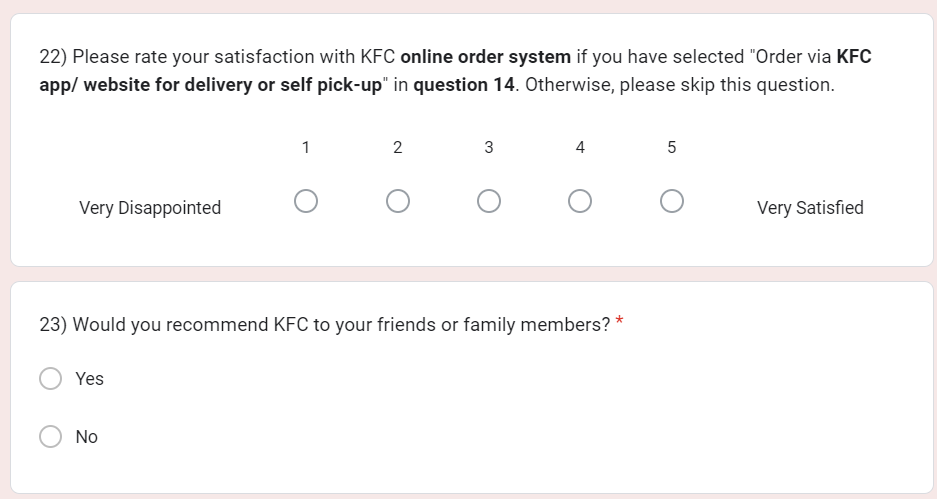 22) Please rate your satisfaction with KFC online order system if you have selected "Order via KFC
app/ website for delivery or self pick-up" in question 14. Otherwise, please skip this question.
1 2 3 4 5
Very Disappointed Very Satisfied
23) Would you recommend KFC to your friends or family members? *
Yes
No